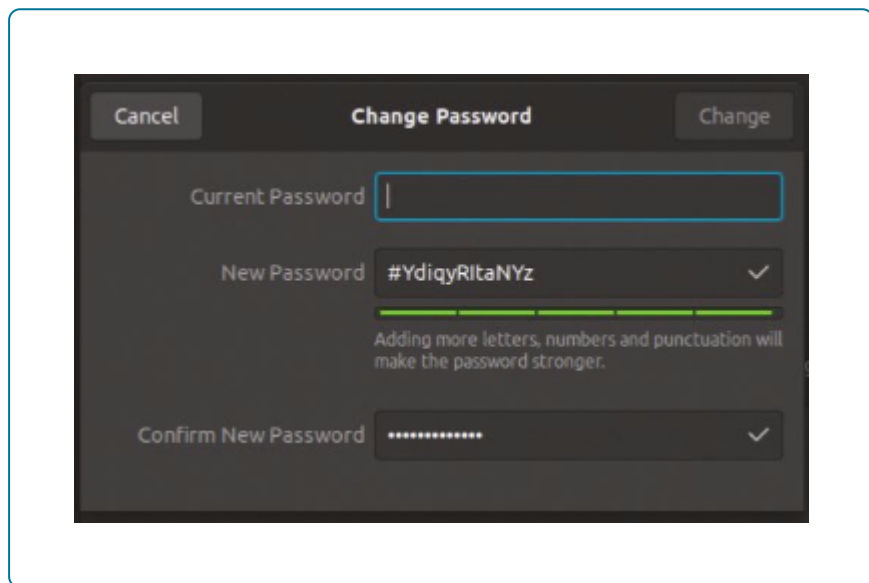 Cancel Change Password Change
Current Password
New Password #YdiqyRItaNYz
Adding more letters, numbers and punctuation will
make the password stronger.
Confirm New Password •••••••••••••